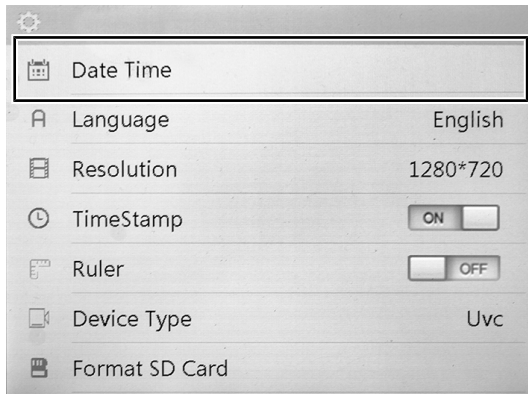 Date Time
Language English
Resolution 1280*720
TimeStamp ON
Ruler OFF
Device Type Uvc
Format SD Card